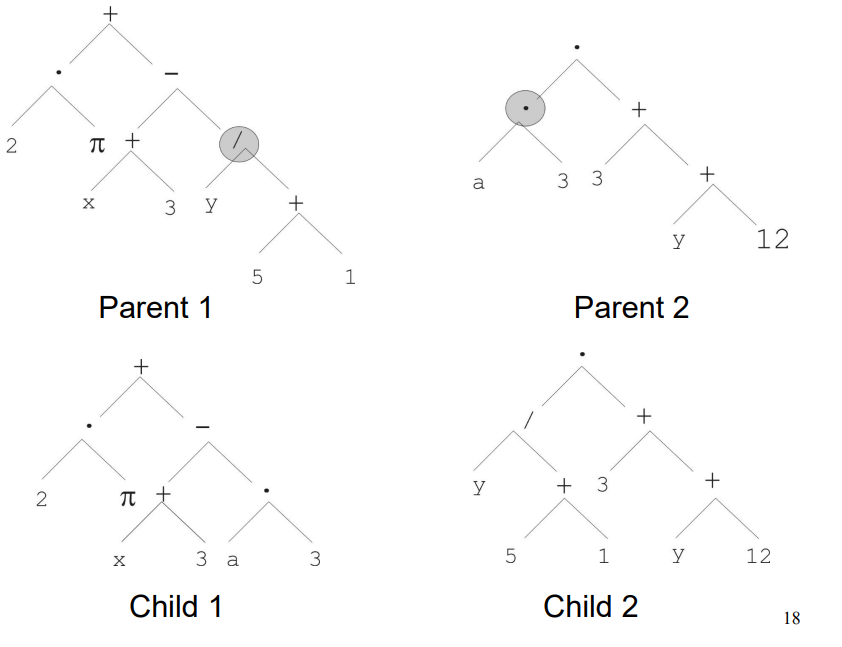 +
·
· −
· +
2 π + /
a 3 3 +
x 3 y +
y 12
5 1
Parent 1 Parent 2
·
+
/ +
· −
y + 3 +
2 π + ·
5 1 y 12
x 3 a 3
Child 1 Child 2
18